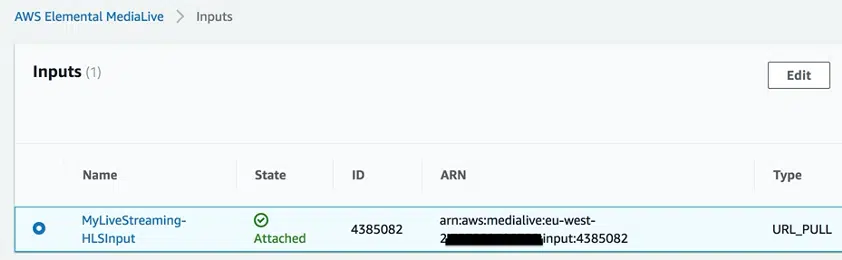 AWS Elemental MediaLive > Inputs
Inputs (1)
Edit
Name State ID ARN Type
MyLiveStreaming-
HLSInput
Attached
4385082
arn:aws:medialive:eu-west-
2 input:4385082
URL_PULL